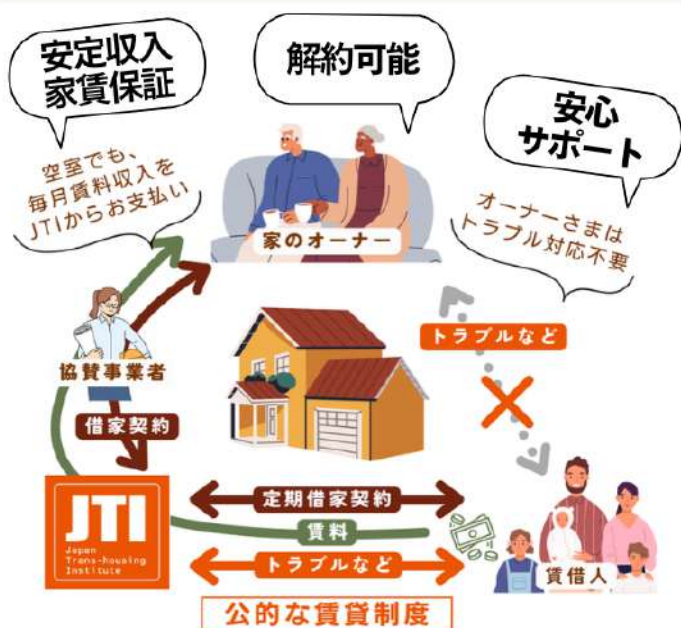 安定収入
家賃保証
解約可能
安心
サポート
空室でも、
毎月賃料収入を
JTIからお支払い
オーナーさまは
トラブル対応不要
家のオーナー
トラブルなど
協賛事業者
借家契約
JTI
Japan
Trans-housing
Institute
定期借家契約
賃料
トラブルなど
賃借人
公的な賃貸制度